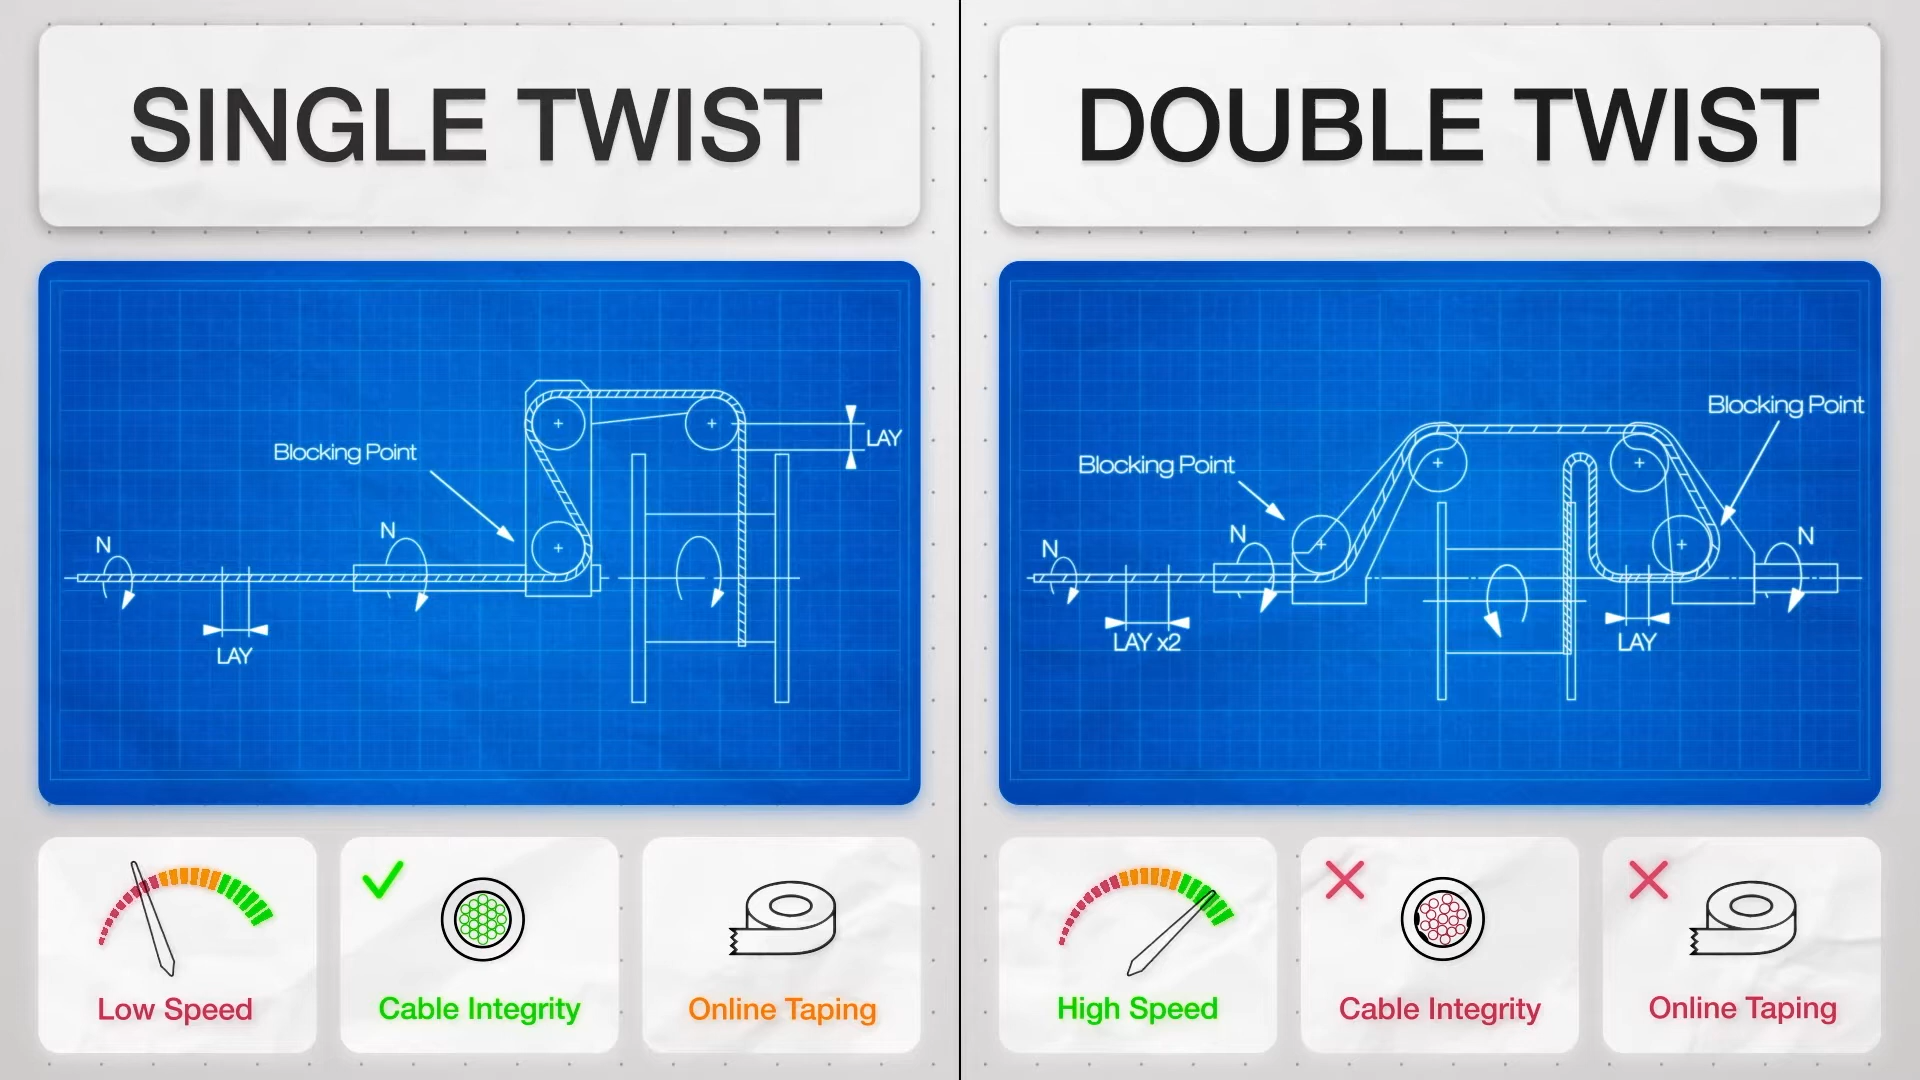 SINGLE TWIST
Blocking Point
LAY
N
N
LAY
Low Speed
Cable Integrity
Online Taping
DOUBLE TWIST
Blocking Point
Blocking Point
N
N
N
LAY x2
LAY
High Speed
Cable Integrity
Online Taping